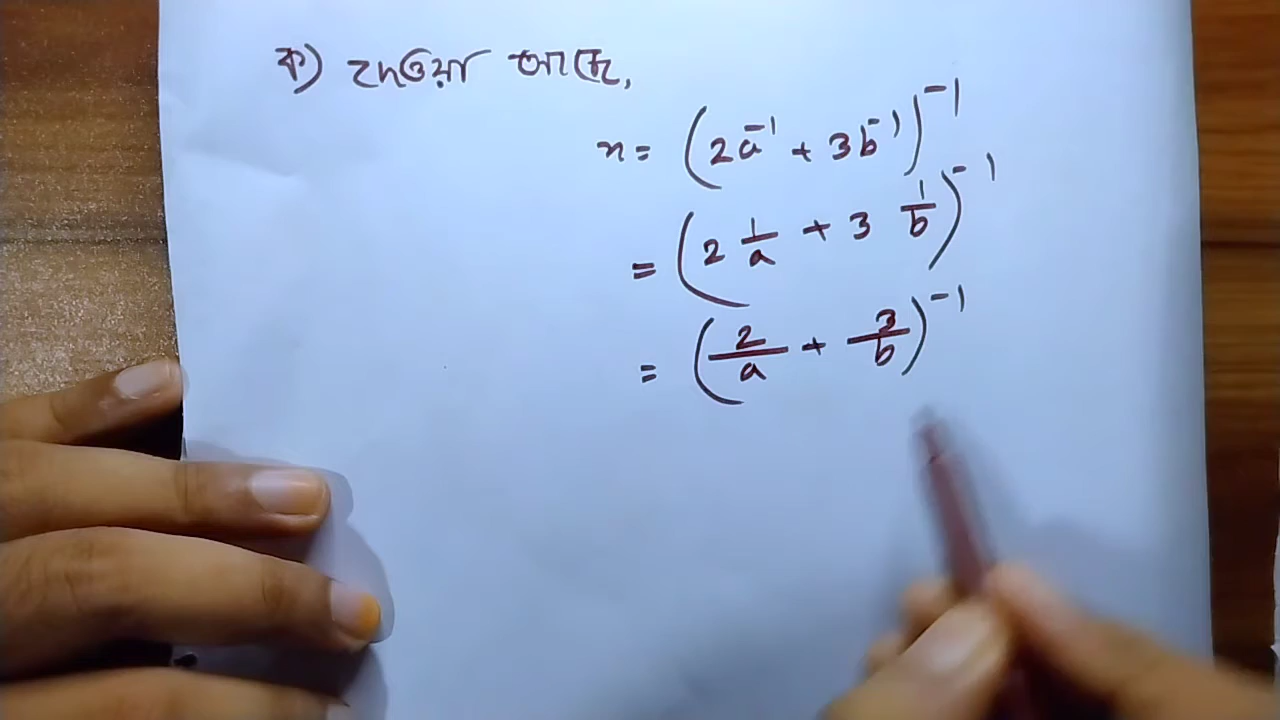 ক) দেওয়া আছে,
x = (2a⁻¹ + 3b⁻¹)⁻¹
= (2 1/a + 3 1/b)⁻¹
= (2/a + 3/b)⁻¹